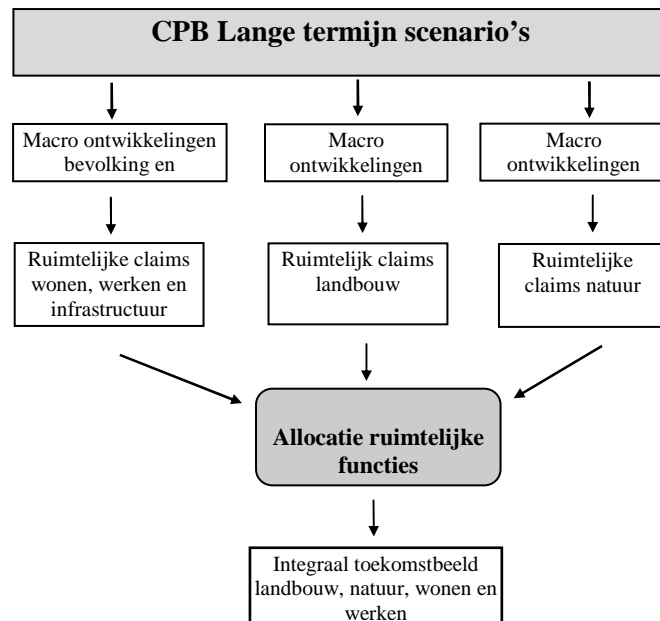 CPB Lange termijn scenario's
Macro ontwikkelingen
bevolking en
Macro
ontwikkelingen
Macro
ontwikkelingen
Ruimtelijke claims
wonen, werken en
infrastructuur
Ruimtelijk claims
landbouw
Ruimtelijke
claims natuur
Allocatie ruimtelijke
functies
Integraal toekomstbeeld
landbouw, natuur, wonen en
werken